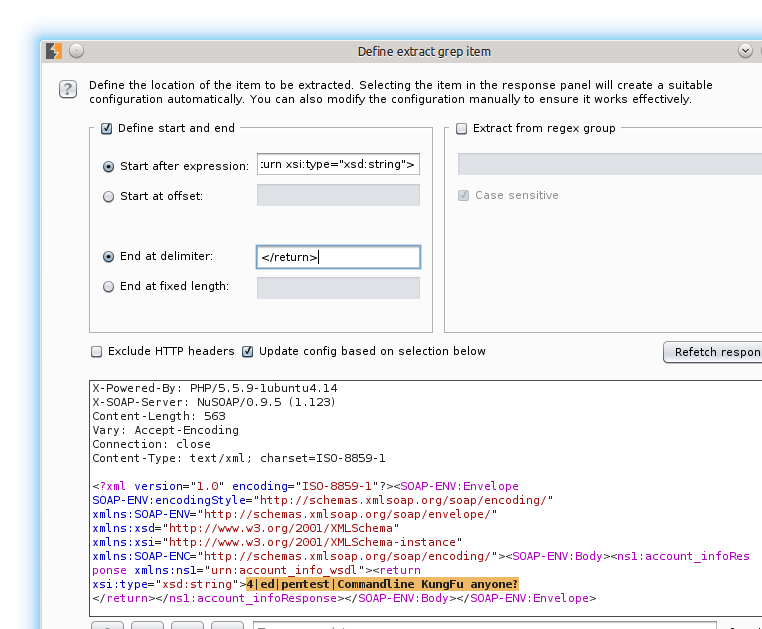 Define extract grep item
?
Define the location of the item to be extracted. Selecting the item in the response panel will create a suitable
configuration automatically. You can also modify the configuration manually to ensure it works effectively.
Define start and end
Extract from regex group
Start after expression:
:urn xsi:type="xsd:string">
Start at offset:
Case sensitive
End at delimiter:
</return>
End at fixed length:
Exclude HTTP headers
Update config based on selection below
Refetch respon
X-Powered-By: PHP/5.5.9-1ubuntu4.14
X-SOAP-Server: NuSOAP/0.9.5 (1.123)
Content-Length: 563
Vary: Accept-Encoding
Connection: close
Content-Type: text/xml; charset=ISO-8859-1
<?xml version="1.0" encoding="ISO-8859-1"?><SOAP-ENV:Envelope
SOAP-ENV:encodingStyle="http://schemas.xmlsoap.org/soap/encoding/"
xmlns:SOAP-ENV="http://schemas.xmlsoap.org/soap/envelope/"
xmlns:xsd="http://www.w3.org/2001/XMLSchema"
xmlns:xsi="http://www.w3.org/2001/XMLSchema-instance"
xmlns:SOAP-ENC="http://schemas.xmlsoap.org/soap/encoding/"><SOAP-ENV:Body><ns1:account_infoRes
ponse xmlns:ns1="urn:account_info_wsdl"><return
xsi:type="xsd:string">4|ed|pentest|Commandline KungFu anyone?
</return></ns1:account_infoResponse></SOAP-ENV:Body></SOAP-ENV:Envelope>